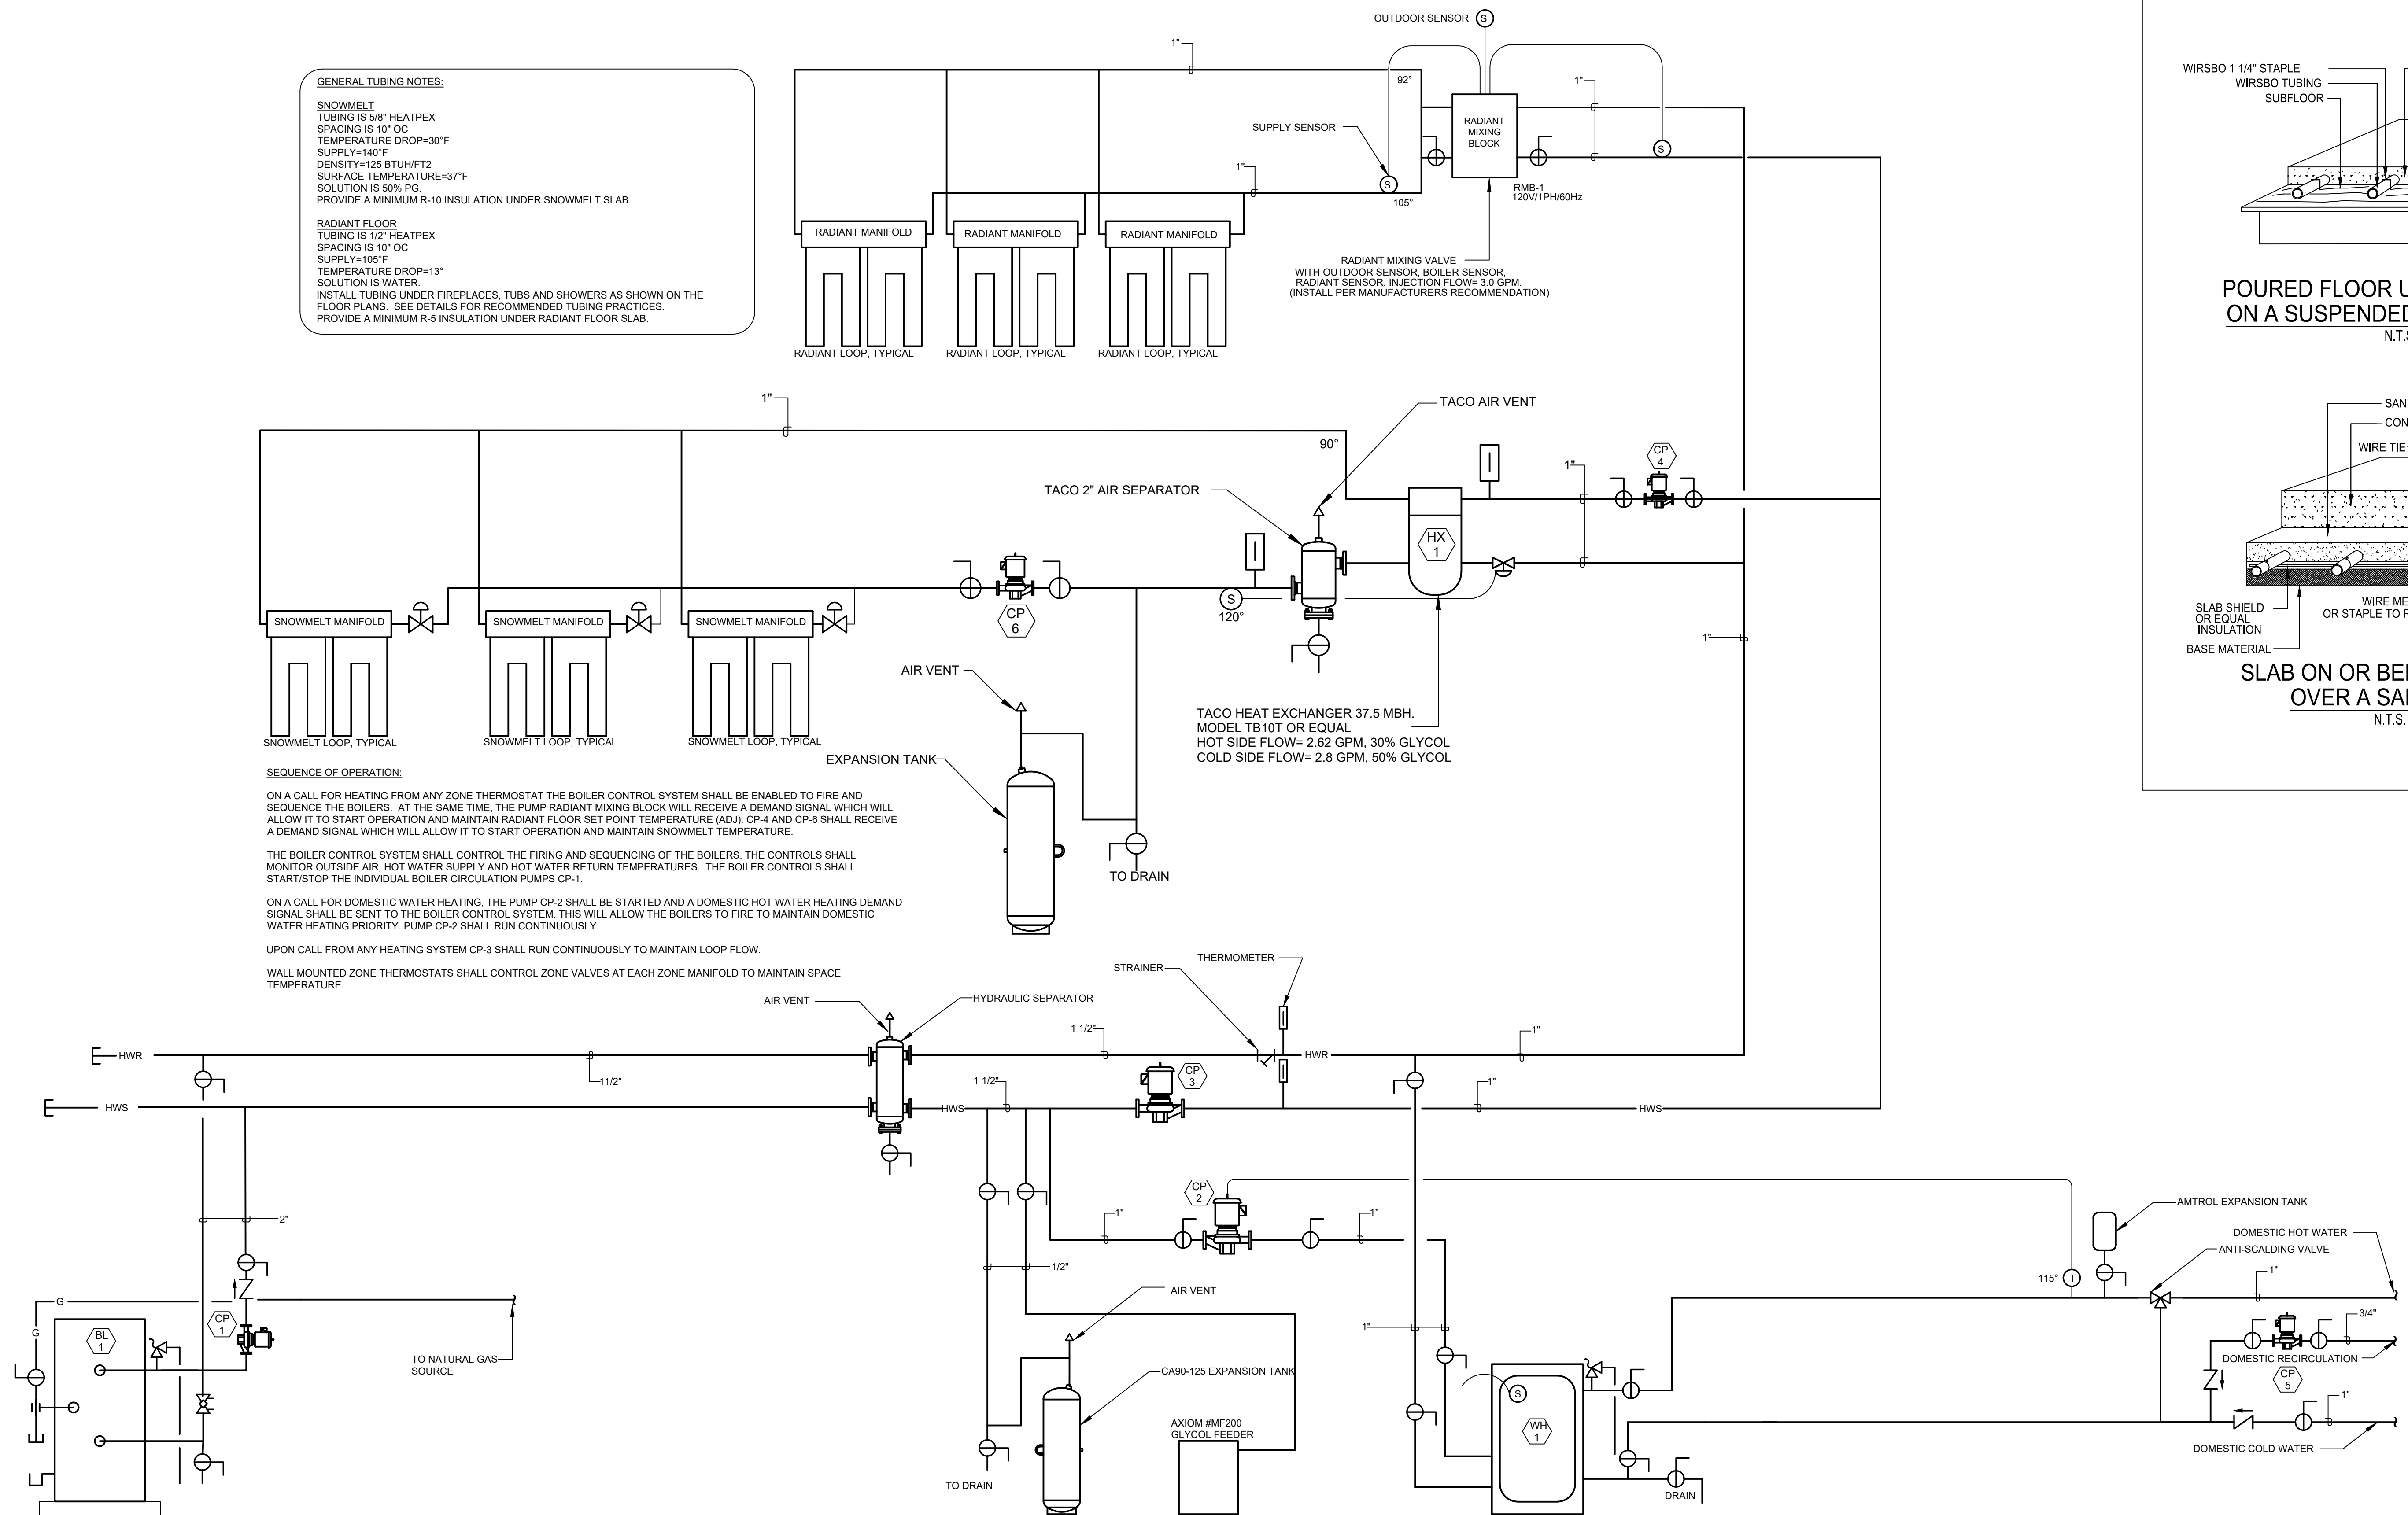 GENERAL TUBING NOTES:
SNOWMELT
TUBING IS 5/8" HEATPEX
SPACING IS 10" OC
TEMPERATURE DROP=30°F
SUPPLY=140°F
DENSITY=125 BTUH/FT2
SURFACE TEMPERATURE=37°F
SOLUTION IS 50% PG.
PROVIDE A MINIMUM R-10 INSULATION UNDER SNOWMELT SLAB.
RADIANT FLOOR
TUBING IS 1/2" HEATPEX
SPACING IS 10" OC
SUPPLY=105°F
TEMPERATURE DROP=13°
SOLUTION IS WATER.
INSTALL TUBING UNDER FIREPLACES, TUBS AND SHOWERS AS SHOWN ON THE
FLOOR PLANS. SEE DETAILS FOR RECOMMENDED TUBING PRACTICES.
PROVIDE A MINIMUM R-5 INSULATION UNDER RADIANT FLOOR SLAB.
OUTDOOR SENSOR
S
1"
92°
1"
SUPPLY SENSOR
RADIANT
MIXING
BLOCK
S
1"
S
105°
RMB-1
120V/1PH/60Hz
RADIANT MANIFOLD
RADIANT MANIFOLD
RADIANT MANIFOLD
RADIANT MIXING VALVE
WITH OUTDOOR SENSOR, BOILER SENSOR,
RADIANT SENSOR. INJECTION FLOW= 3.0 GPM.
(INSTALL PER MANUFACTURERS RECOMMENDATION)
RADIANT LOOP, TYPICAL
RADIANT LOOP, TYPICAL
RADIANT LOOP, TYPICAL
WIRSBO 1 1/4" STAPLE
WIRSBO TUBING
SUBFLOOR
POURED FLOOR U
ON A SUSPENDED
N.T.S
SAN
CON
WIRE TIE
SLAB SHIELD
OR EQUAL
INSULATION
WIRE ME
OR STAPLE TO R
BASE MATERIAL
SLAB ON OR BEL
OVER A SAN
N.T.S.
1"
TACO AIR VENT
90°
TACO 2" AIR SEPARATOR
1"
CP
4
HX
1
S
120°
CP
6
SNOWMELT MANIFOLD
SNOWMELT MANIFOLD
SNOWMELT MANIFOLD
1"
AIR VENT
SNOWMELT LOOP, TYPICAL
SNOWMELT LOOP, TYPICAL
SNOWMELT LOOP, TYPICAL
EXPANSION TANK
TACO HEAT EXCHANGER 37.5 MBH.
MODEL TB10T OR EQUAL
HOT SIDE FLOW= 2.62 GPM, 30% GLYCOL
COLD SIDE FLOW= 2.8 GPM, 50% GLYCOL
TO DRAIN
SEQUENCE OF OPERATION:
ON A CALL FOR HEATING FROM ANY ZONE THERMOSTAT THE BOILER CONTROL SYSTEM SHALL BE ENABLED TO FIRE AND
SEQUENCE THE BOILERS. AT THE SAME TIME, THE PUMP RADIANT MIXING BLOCK WILL RECEIVE A DEMAND SIGNAL WHICH WILL
ALLOW IT TO START OPERATION AND MAINTAIN RADIANT FLOOR SET POINT TEMPERATURE (ADJ). CP-4 AND CP-6 SHALL RECEIVE
A DEMAND SIGNAL WHICH WILL ALLOW IT TO START OPERATION AND MAINTAIN SNOWMELT TEMPERATURE.
THE BOILER CONTROL SYSTEM SHALL CONTROL THE FIRING AND SEQUENCING OF THE BOILERS. THE CONTROLS SHALL
MONITOR OUTSIDE AIR, HOT WATER SUPPLY AND HOT WATER RETURN TEMPERATURES. THE BOILER CONTROLS SHALL
START/STOP THE INDIVIDUAL BOILER CIRCULATION PUMPS CP-1.
ON A CALL FOR DOMESTIC WATER HEATING, THE PUMP CP-2 SHALL BE STARTED AND A DOMESTIC HOT WATER HEATING DEMAND
SIGNAL SHALL BE SENT TO THE BOILER CONTROL SYSTEM. THIS WILL ALLOW THE BOILERS TO FIRE TO MAINTAIN DOMESTIC
WATER HEATING PRIORITY. PUMP CP-2 SHALL RUN CONTINUOUSLY.
UPON CALL FROM ANY HEATING SYSTEM CP-3 SHALL RUN CONTINUOUSLY TO MAINTAIN LOOP FLOW.
WALL MOUNTED ZONE THERMOSTATS SHALL CONTROL ZONE VALVES AT EACH ZONE MANIFOLD TO MAINTAIN SPACE
TEMPERATURE.
STRAINER
THERMOMETER
AIR VENT
HYDRAULIC SEPARATOR
1 1/2"
1"
HWR
HWR
11/2"
1 1/2"
CP
3
1"
HWS
HWS
HWS
2"
CP
2
1"
1"
1/2"
AMTROL EXPANSION TANK
DOMESTIC HOT WATER
ANTI-SCALDING VALVE
115°
T
1"
G
G
BL
1
CP
1
TO NATURAL GAS
SOURCE
AIR VENT
CA90-125 EXPANSION TANK
AXIOM #MF200
GLYCOL FEEDER
TO DRAIN
1"
S
WH
1
DRAIN
3/4"
DOMESTIC RECIRCULATION
CP
5
1"
DOMESTIC COLD WATER